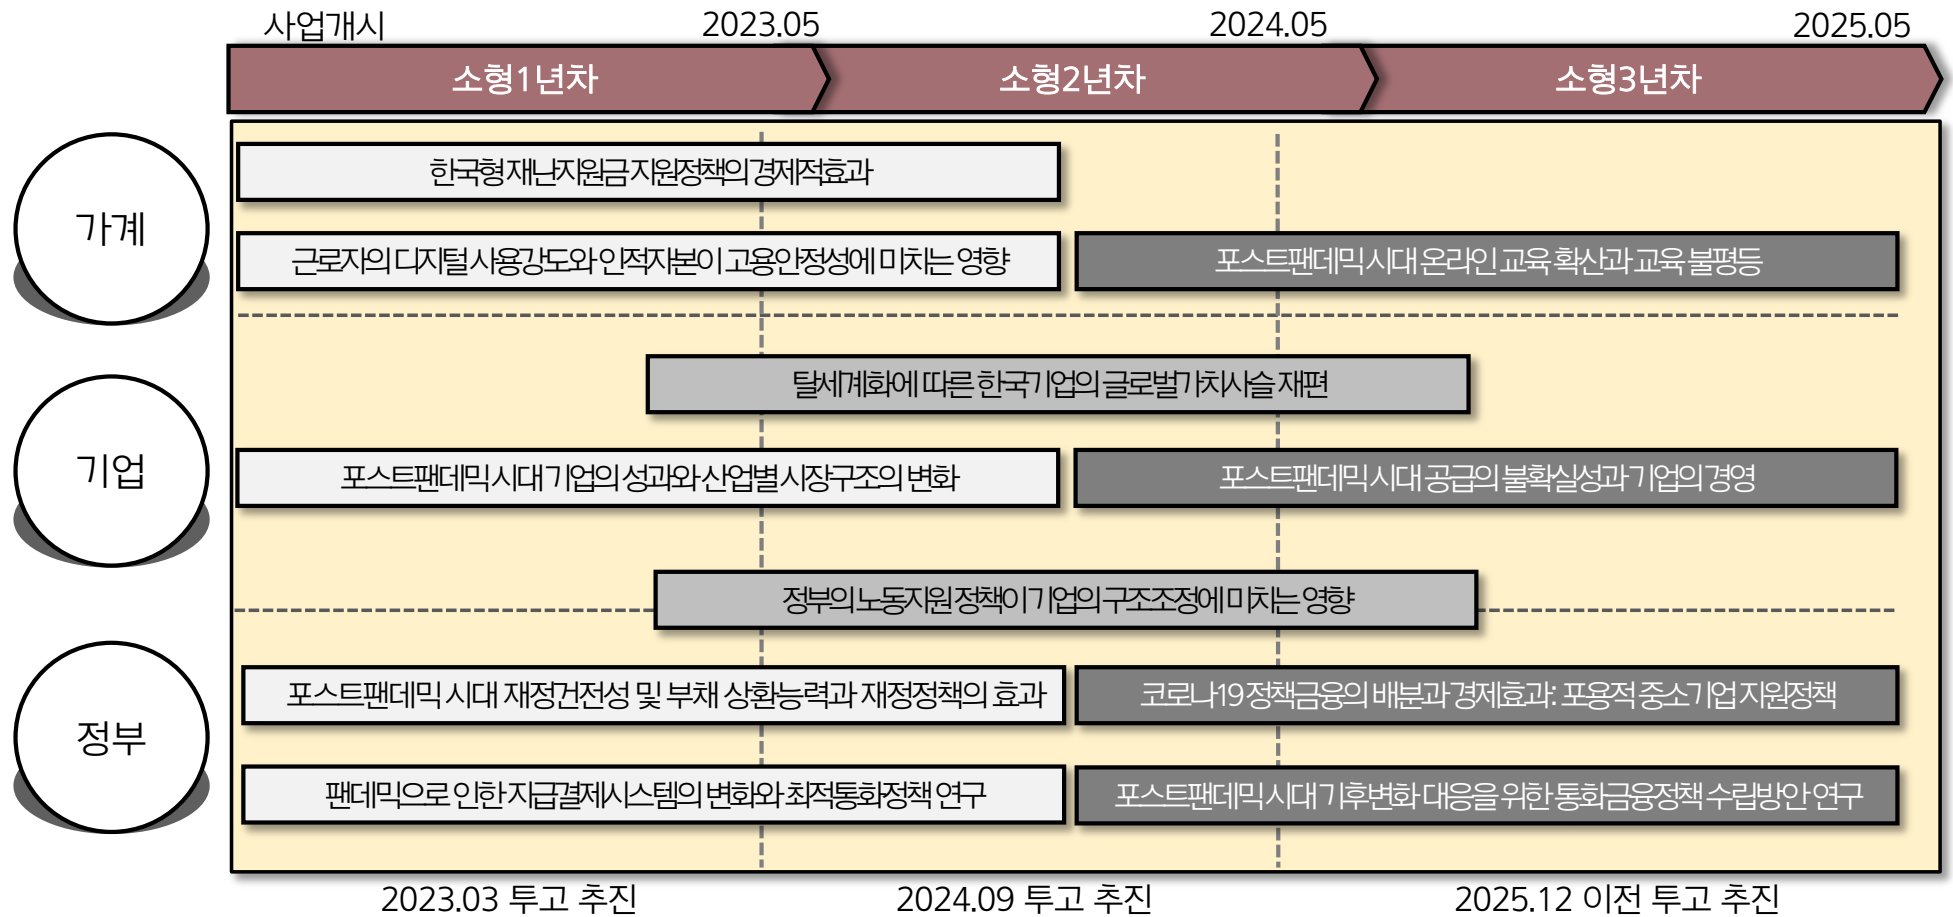 사업개시
2023.05
2024.05
2025.05
소형1년차
소형2년차
소형3년차
가계
한국형 재난지원금 지원정책의 경제적효과
근로자의 디지털 사용강도와 인적자본이 고용안정성에 미치는 영향
포스트팬데믹 시대 온라인 교육 확산과 교육 불평등
기업
탈세계화에 따른 한국기업의 글로벌가치사슬 재편
포스트팬데믹 시대 기업의 성과와 산업별 시장구조의 변화
포스트팬데믹 시대 공급의 불확실성과 기업의 경영
정부의 노동지원 정책이 기업의 구조조정에 미치는 영향
정부
포스트팬데믹 시대 재정건전성 및 부채 상환능력과 재정정책의 효과
코로나19 정책금융의 배분과 경제효과: 포용적 중소기업 지원정책
팬데믹으로 인한 지급결제시스템의 변화와 최적통화정책 연구
포스트팬데믹 시대 기후변화 대응을 위한 통화금융정책 수립방안 연구
2023.03 투고 추진
2024.09 투고 추진
2025.12 이전 투고 추진